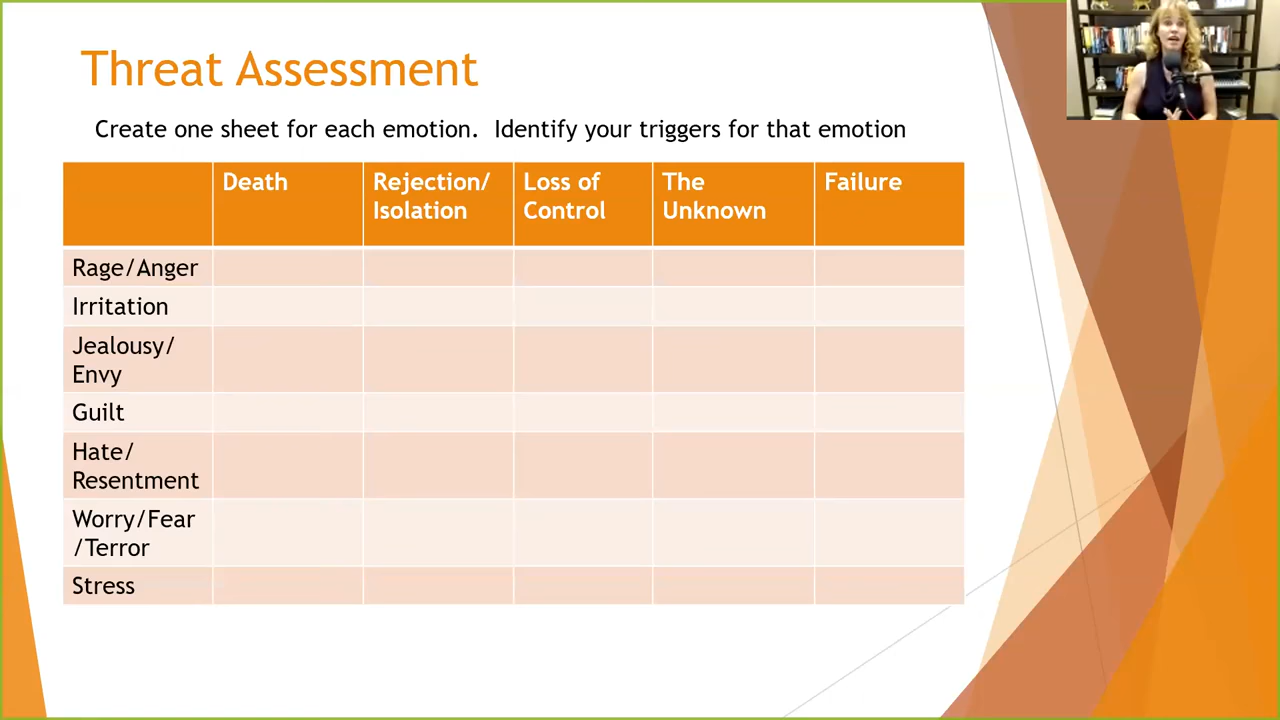 Threat Assessment
Create one sheet for each emotion.  Identify your triggers for that emotion
Death
Rejection/
Isolation
Loss of
Control
The
Unknown
Failure
Rage/Anger
Irritation
Jealousy/
Envy
Guilt
Hate/
Resentment
Worry/Fear
/Terror
Stress